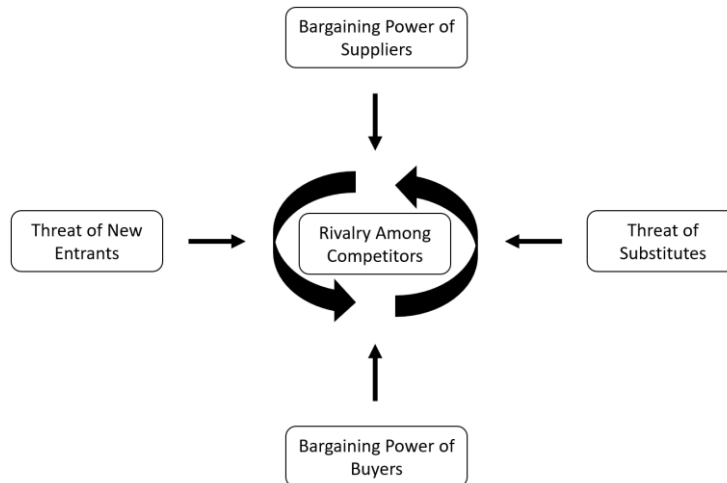 Bargaining Power of
Suppliers
Threat of New
Entrants
Rivalry Among
Competitors
Threat of
Substitutes
Bargaining Power of
Buyers